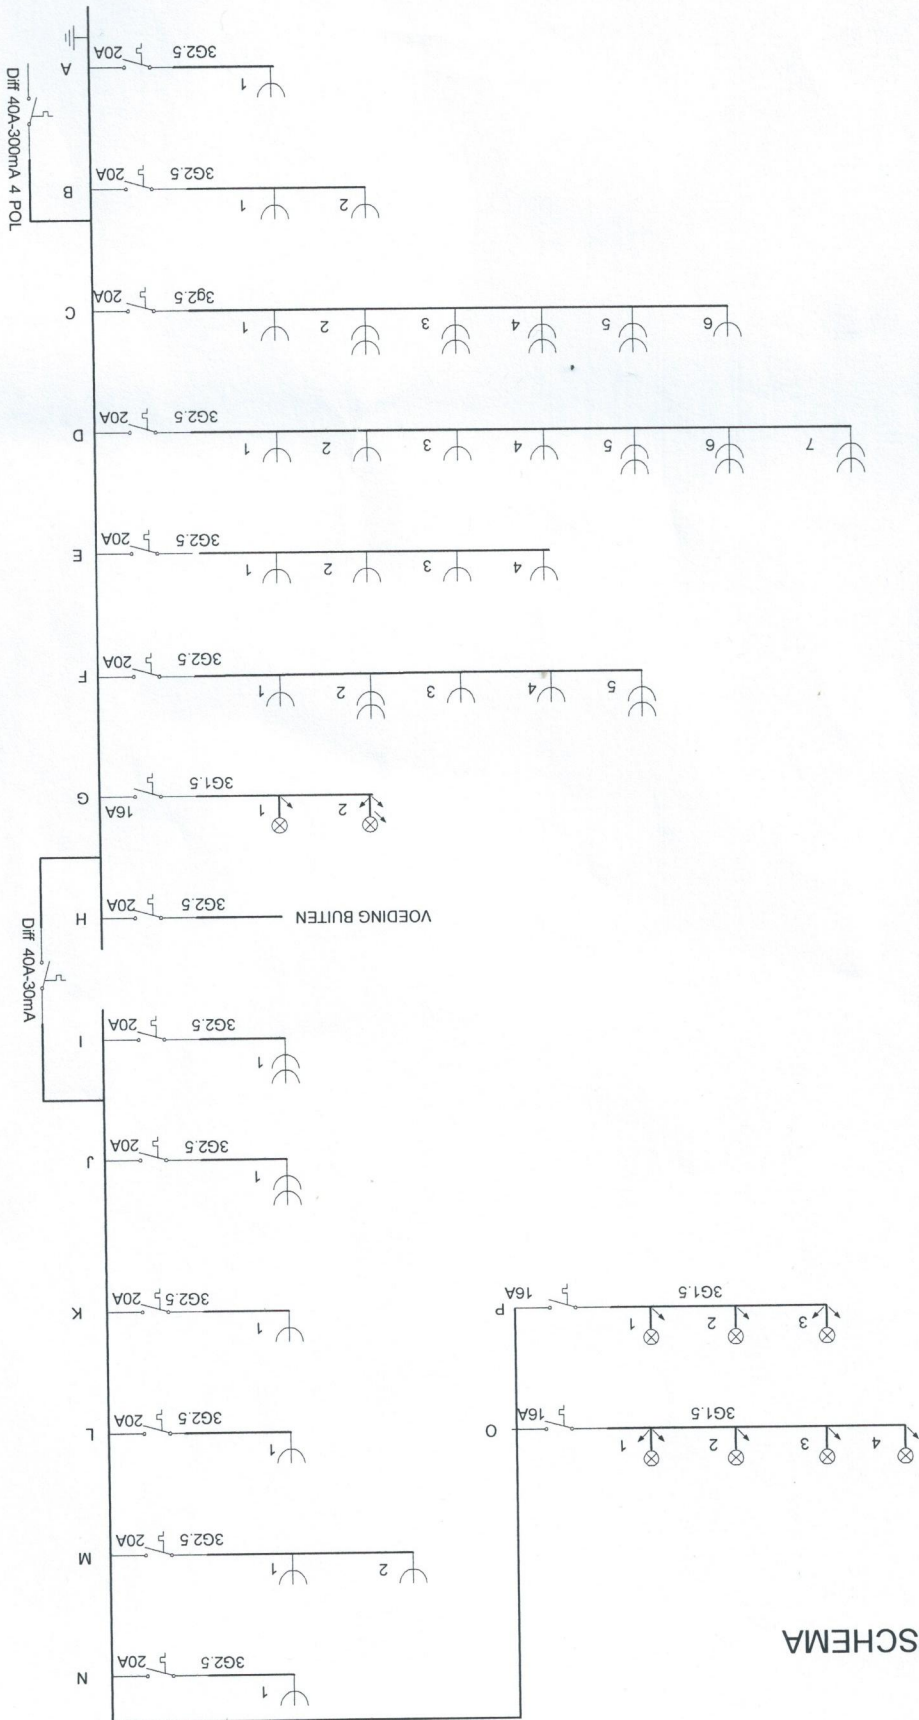 Diff 40A-300mA 4 POL
A 20A 3G2.5 1
B 20A 3G2.5 1 2
C 20A 3g2.5 1 2 3 4 5 6
D 20A 3G2.5 1 2 3 4 5 6 7
E 20A 3G2.5 1 2 3 4
F 20A 3G2.5 1 2 3 4 5
G 16A 3G1.5 1 2
H 20A 3G2.5 VOEDING BUITEN
Diff 40A-30mA
I 20A 3G2.5 1
J 20A 3G2.5 1
K 20A 3G2.5 1
L 20A 3G2.5 1
M 20A 3G2.5 1 2
N 20A 3G2.5 1
P 16A 3G1.5 1 2 3
O 16A 3G1.5 1 2 3 4
SCHEMA